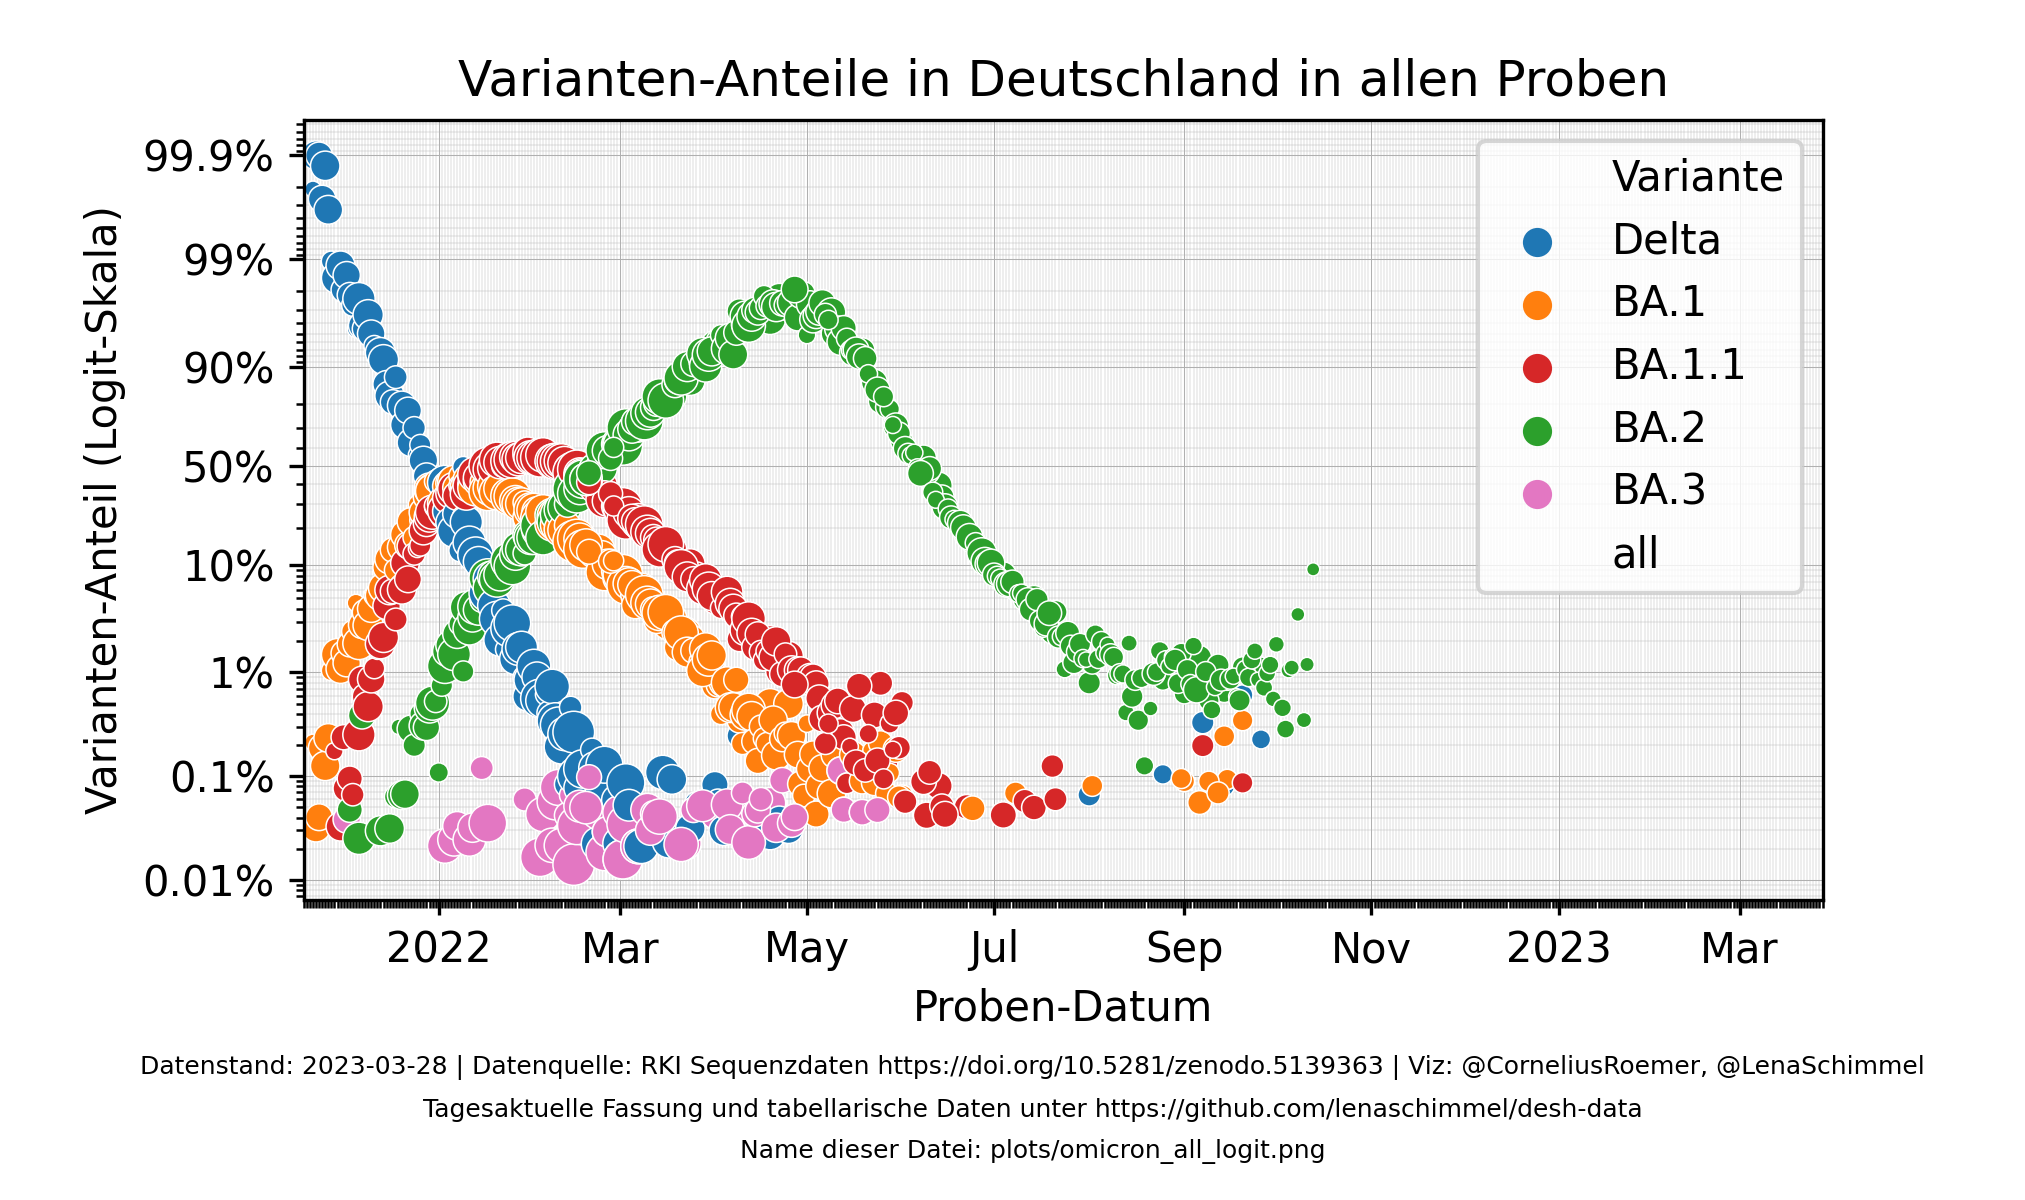 Varianten-Anteile in Deutschland in allen Proben
Varianten-Anteil (Logit-Skala)
99.9%
99%
90%
50%
10%
1%
0.1%
0.01%
Variante
Delta
BA.1
BA.1.1
BA.2
BA.3
all
2022 Mar May Jul Sep Nov 2023 Mar
Proben-Datum
Datenstand: 2023-03-28 | Datenquelle: RKI Sequenzdaten https://doi.org/10.5281/zenodo.5139363 | Viz: @CorneliusRoemer, @LenaSchimmel
Tagesaktuelle Fassung und tabellarische Daten unter https://github.com/lenaschimmel/desh-data
Name dieser Datei: plots/omicron_all_logit.png